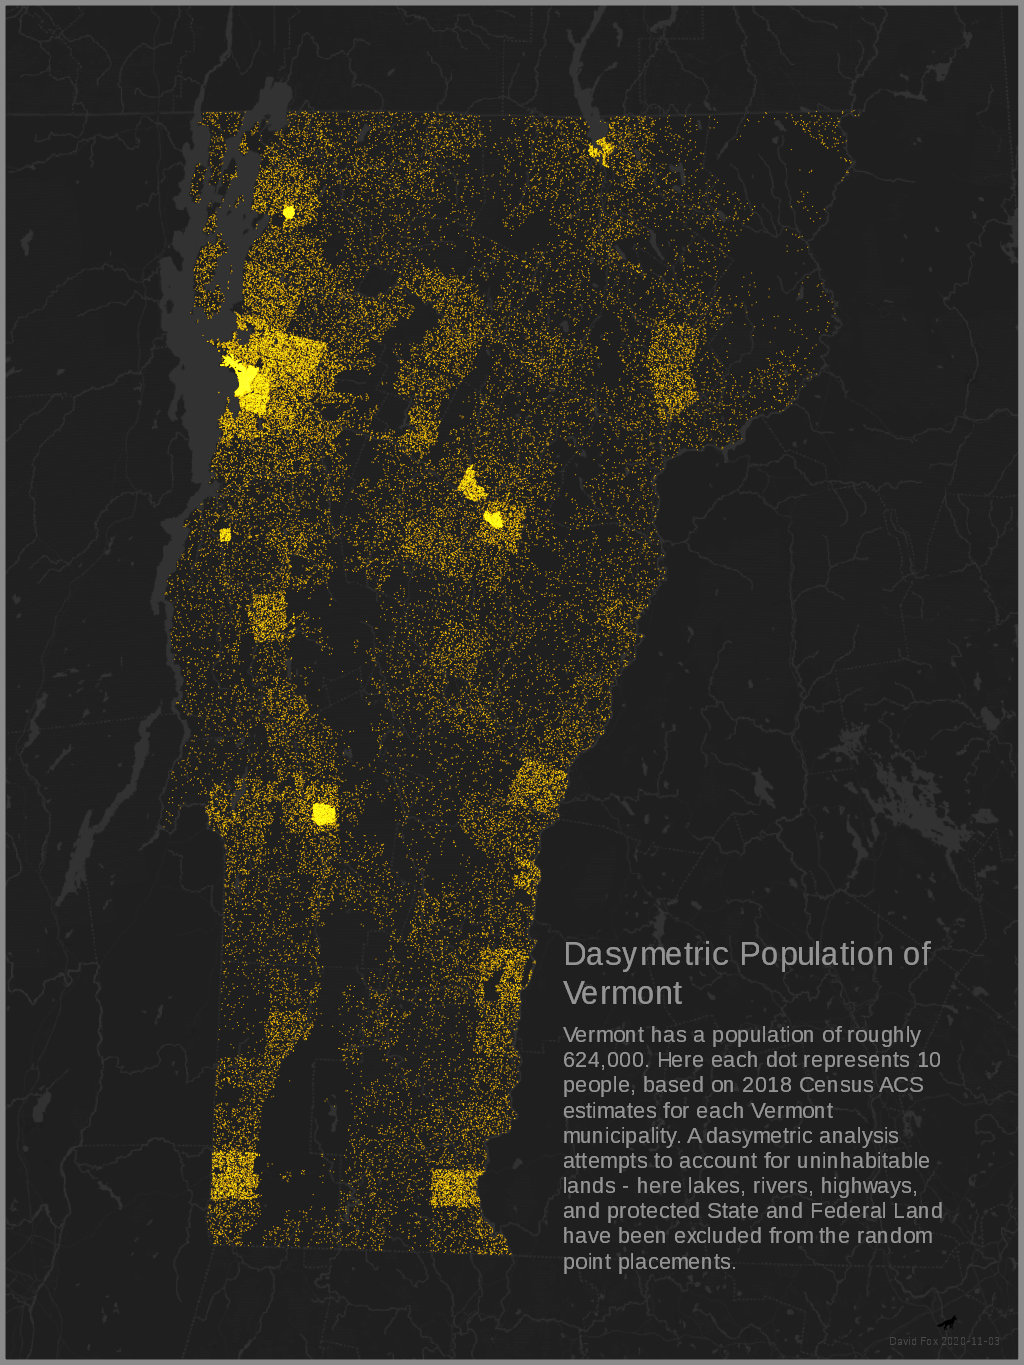 Dasymetric Population of
Vermont
Vermont has a population of roughly
624,000. Here each dot represents 10
people, based on 2018 Census ACS
estimates for each Vermont
municipality. A dasymetric analysis
attempts to account for uninhabitable
lands - here lakes, rivers, highways,
and protected State and Federal Land
have been excluded from the random
point placements.
David Fox 2020-11-03